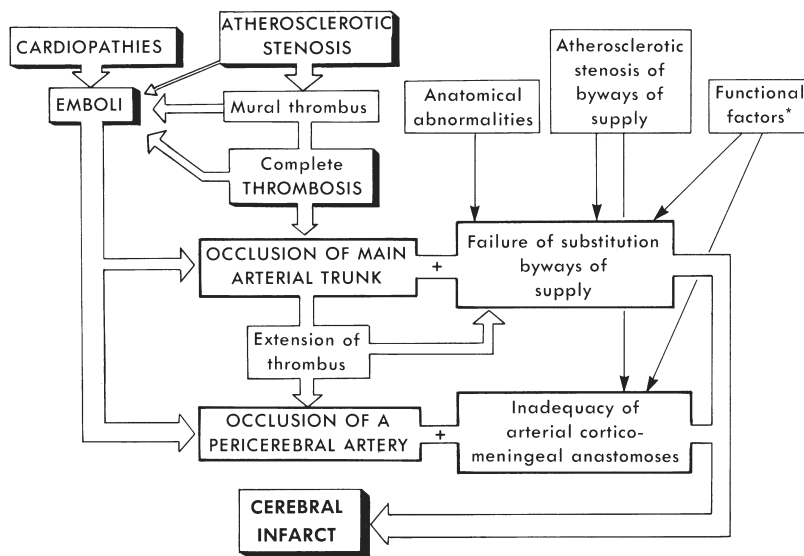 CARDIOPATHIES
ATHEROSCLEROTIC
STENOSIS
EMBOLI
Mural thrombus
Complete
THROMBOSIS
Anatomical
abnormalities
Atherosclerotic
stenosis of
byways of
supply
Functional
factors*
OCCLUSION OF MAIN
ARTERIAL TRUNK
+
Failure of substitution
byways of
supply
Extension of
thrombus
OCCLUSION OF A
PERICEREBRAL ARTERY
+
Inadequacy of
arterial cortico-
meningeal anastomoses
CEREBRAL
INFARCT